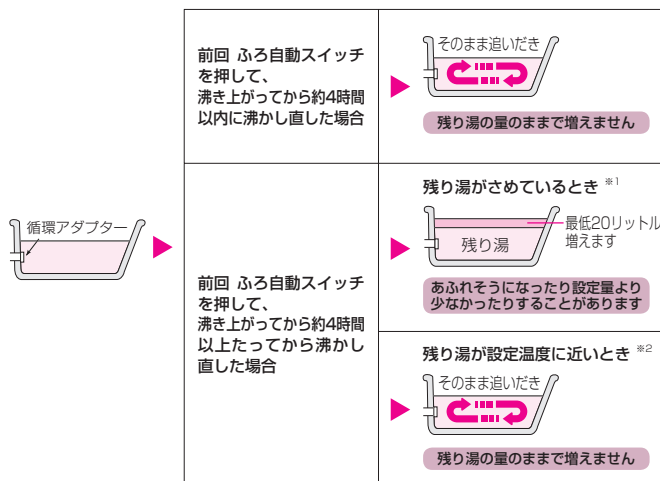 循環アダプター
前回 ふろ自動スイッチ
を押して、
沸き上がってから約4時間
以内に沸かし直した場合
そのまま追いだき
残り湯の量のままで増えません
前回 ふろ自動スイッチ
を押して、
沸き上がってから約4時間
以上たってから沸かし
直した場合
残り湯がさめているとき ※1
残り湯
最低20リットル
増えます
あふれそうになったり設定量より
少なかったりすることがあります
残り湯が設定温度に近いとき ※2
そのまま追いだき
残り湯の量のままで増えません